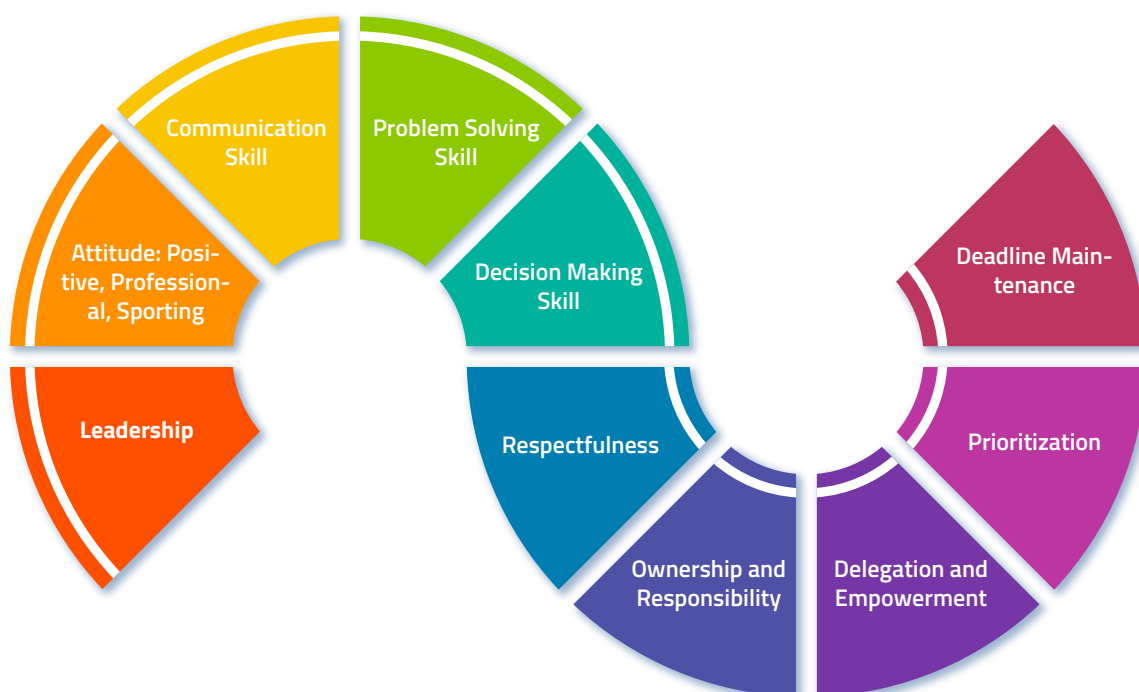 Leadership
Attitude: Posi-
tive, Profession-
al, Sporting
Communication
Skill
Problem Solving
Skill
Decision Making
Skill
Respectfulness
Ownership and
Responsibility
Delegation and
Empowerment
Prioritization
Deadline Main-
tenance